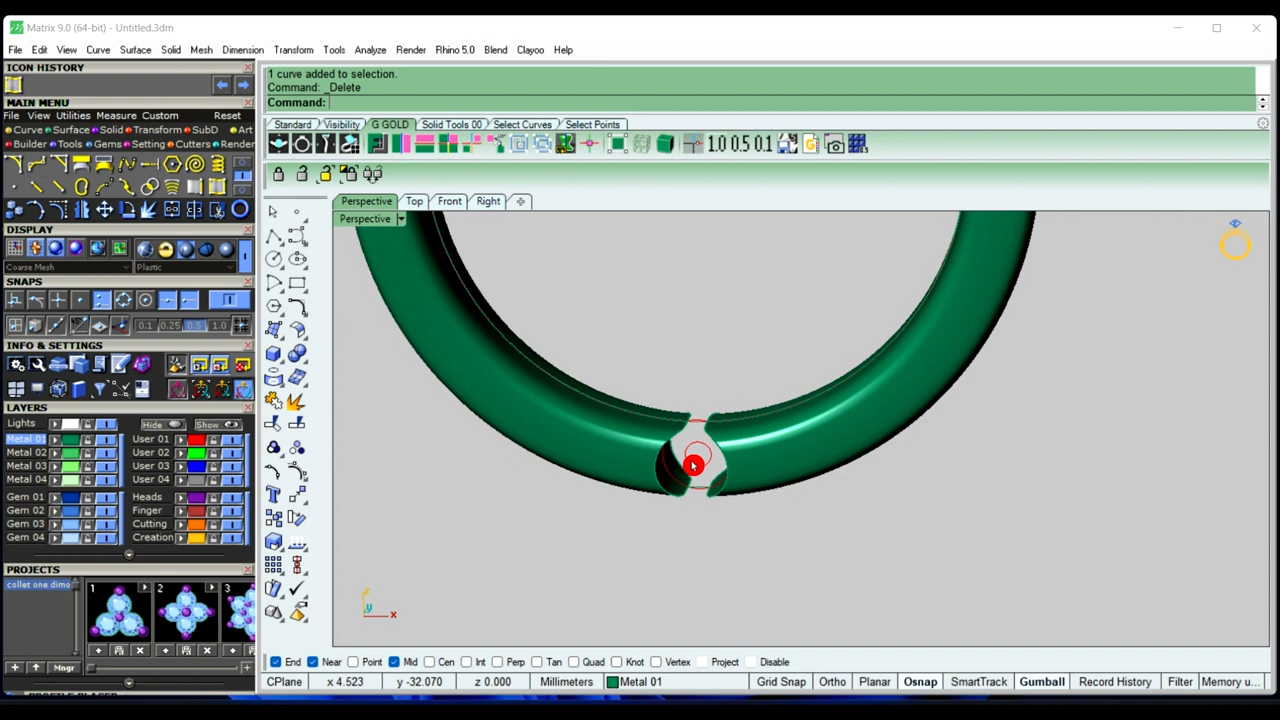 Matrix 9.0 (64-bit) - Untitled.3dm
File Edit View Curve Surface Solid Mesh Dimension Transform Tools Analyze Render Rhino 5.0 Blend Clayoo Help
ICON HISTORY
MAIN MENU
File View Utilities Measure Custom Reset
Curve Surface Solid Transform SubD Art
Builder Tools Gems Setting Cutters Render
DISPLAY
Coarse Mesh Plastic
SNAPS
0.1 0.25 0.5 1.0
INFO & SETTINGS
LAYERS
Lights Hide Show
Metal 01 User 01
Metal 02 User 02
Metal 03 User 03
Metal 04 User 04
Gem 01 Heads
Gem 02 Finger
Gem 03 Cutting
Gem 04 Creation
PROJECTS
collet one dimo
1 2 3
Mngr
1 curve added to selection.
Command: _Delete
Command:
Standard Visibility G GOLD Solid Tools 00 Select Curves Select Points
1.0 0.5 0.1
Perspective Top Front Right
Perspective
z
y x
End Near Point Mid Cen Int Perp Tan Quad Knot Vertex Project Disable
CPlane x 4.523 y -32.070 z 0.000 Millimeters Metal 01 Grid Snap Ortho Planar Osnap SmartTrack Gumball Record History Filter Memory u...